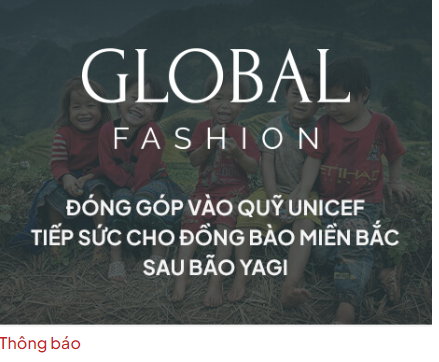 GLOBAL
FASHION
ĐÓNG GÓP VÀO QUỸ UNICEF
TIẾP SỨC CHO ĐỒNG BÀO MIỀN BẮC
SAU BÃO YAGI
Thông báo